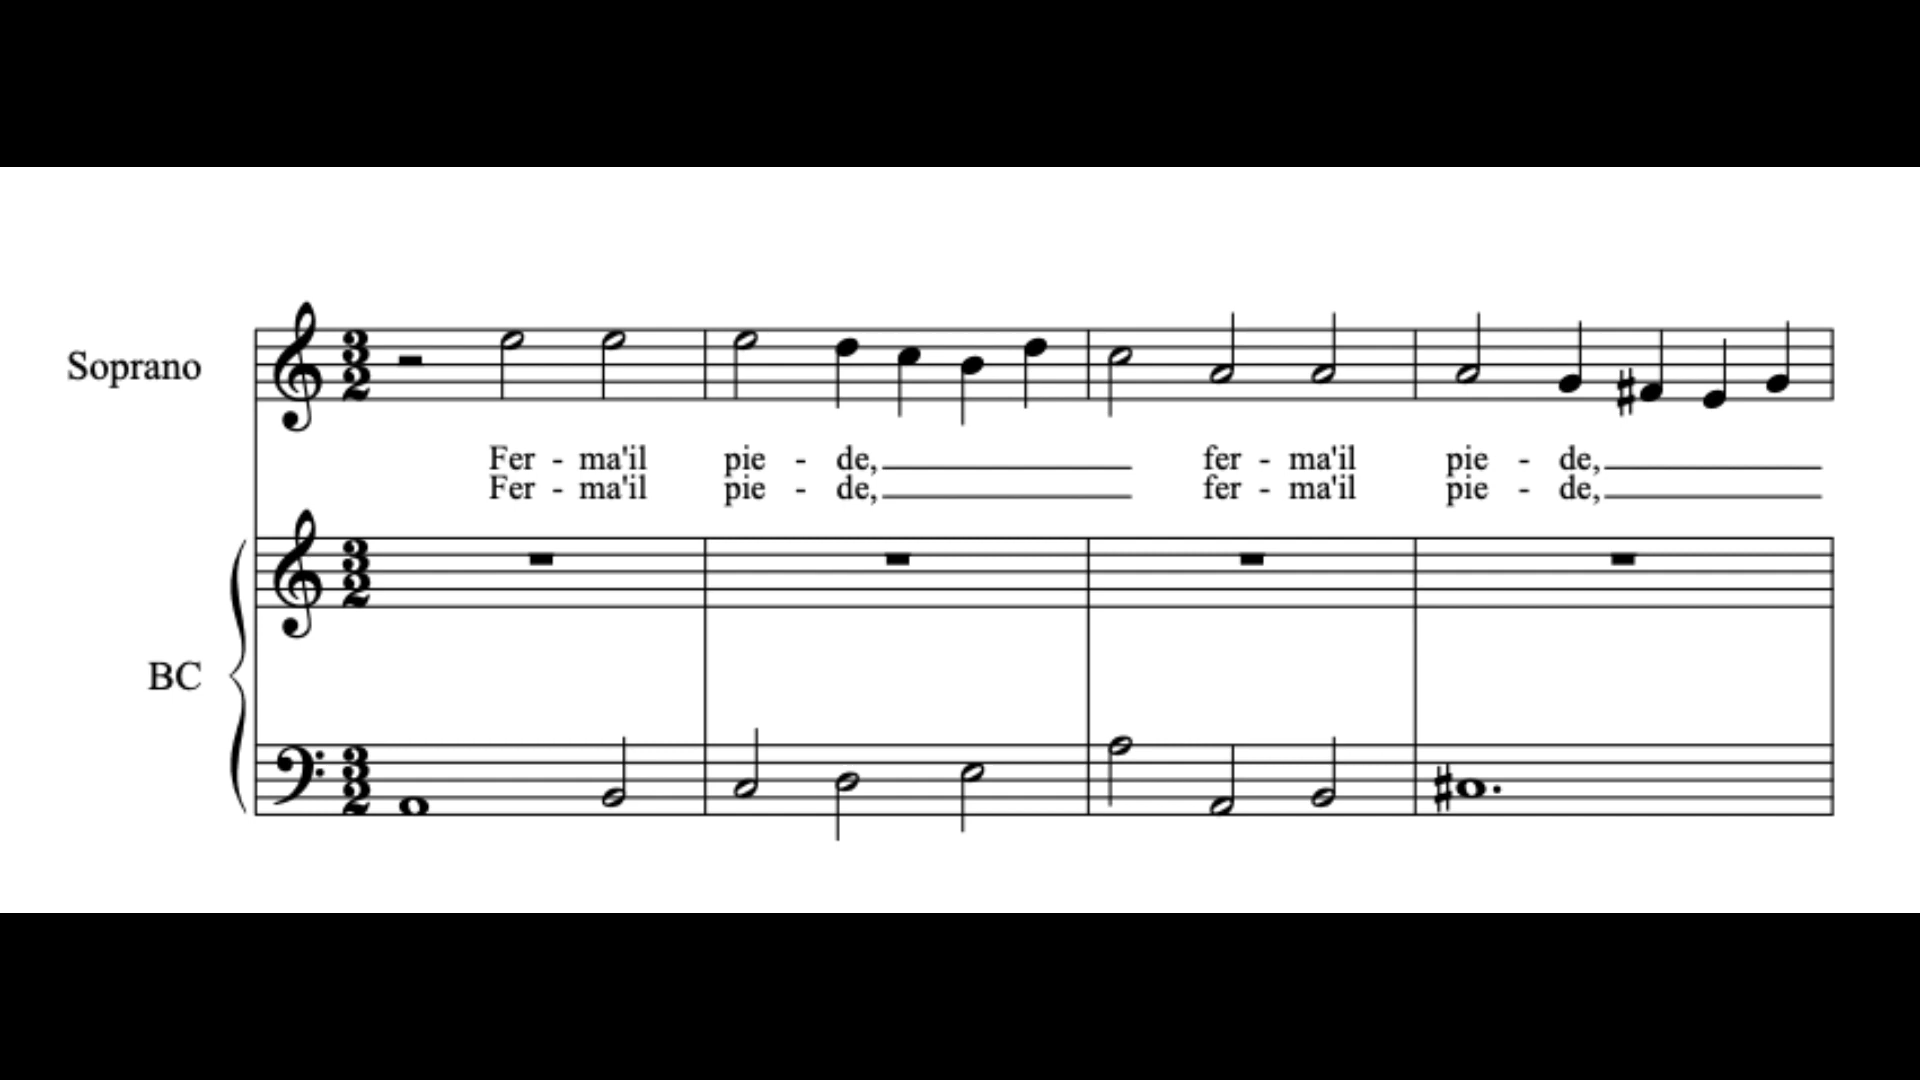 Soprano
Fer - ma'il pie - de, fer - ma'il pie - de,
Fer - ma'il pie - de, fer - ma'il pie - de,
BC